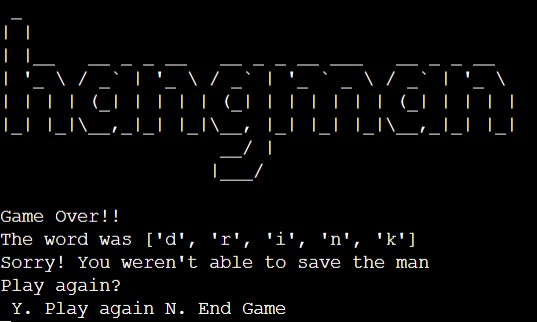 hangman
Game Over!!
The word was ['d', 'r', 'i', 'n', 'k']
Sorry! You weren't able to save the man
Play again?
Y. Play again N. End Game